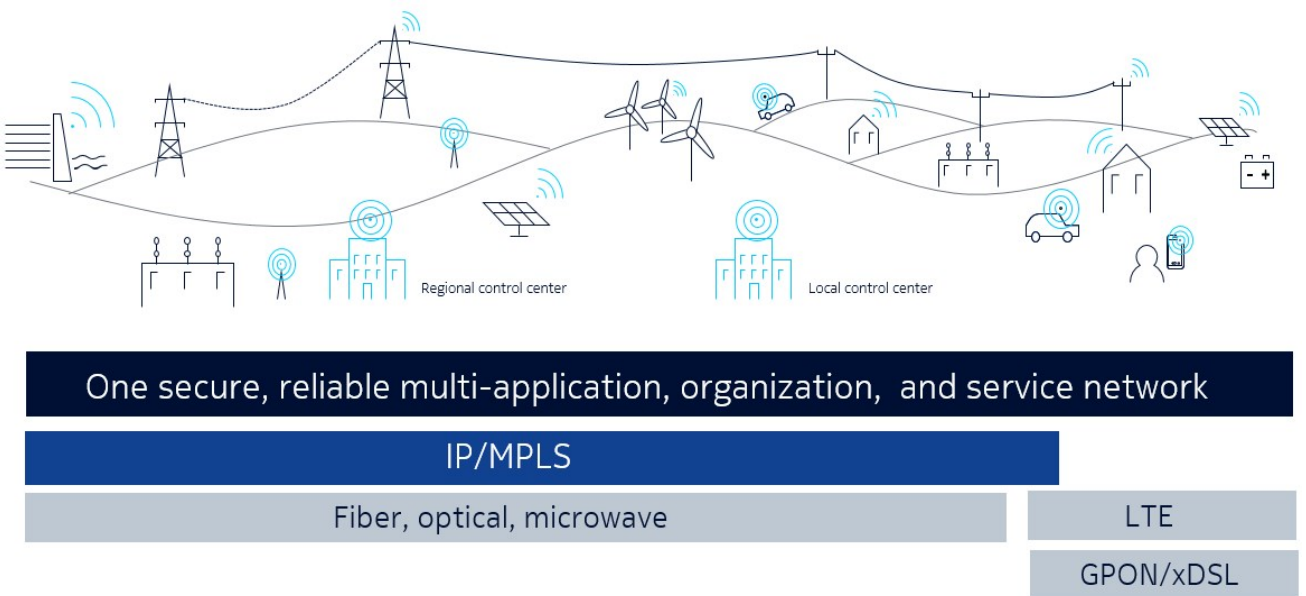 Regional control center
Local control center
One secure, reliable multi-application, organization, and service network
IP/MPLS
Fiber, optical, microwave
LTE
GPON/xDSL